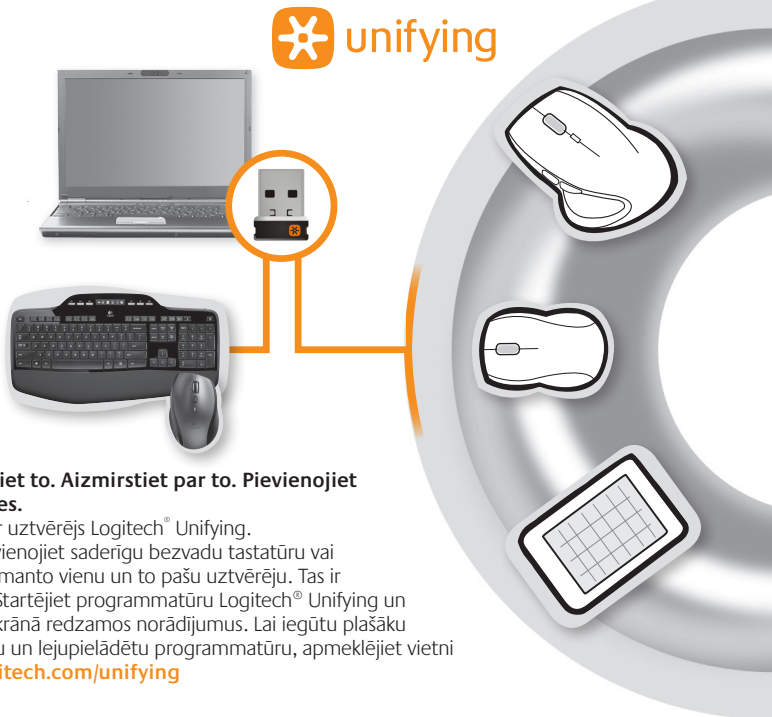 unifying
iet to. Aizmirstiet par to. Pievienojiet
es.
r uztvērējs Logitech® Unifying.
vienojiet saderīgu bezvadu tastatūru vai
manto vienu un to pašu uztvērēju. Tas ir
Startējiet programmatūru Logitech® Unifying un
krānā redzamos norādījumus. Lai iegūtu plašāku
u un lejupielādētu programmatūru, apmeklējiet vietni
itech.com/unifying